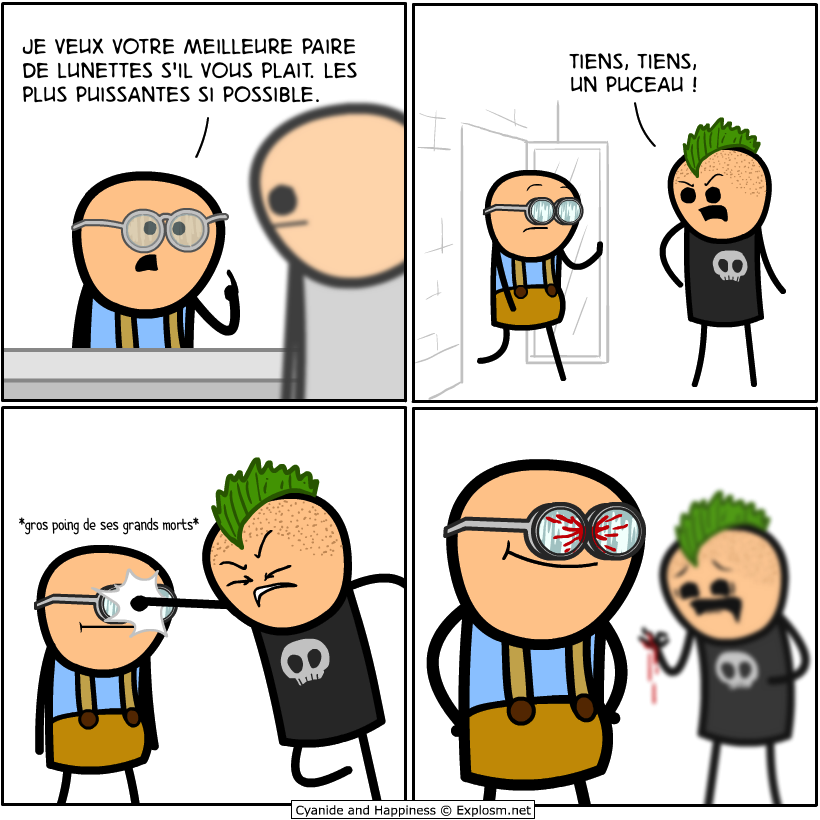 JE VEUX VOTRE MEILLEURE PAIRE
DE LUNETTES S'IL VOUS PLAIT. LES
PLUS PUISSANTES SI POSSIBLE.
TIENS, TIENS,
UN PUCEAU !
*gros poing de ses grands morts*
Cyanide and Happiness © Explosm.net